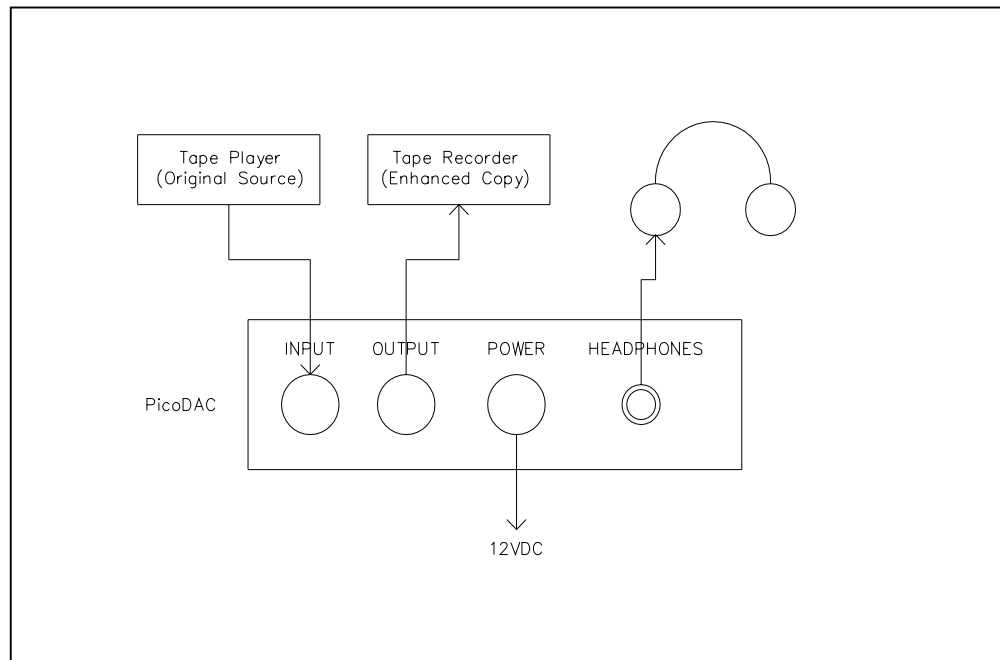 Tape Player
(Original Source)
Tape Recorder
(Enhanced Copy)
INPUT
OUTPUT
POWER
HEADPHONES
PicoDAC
12VDC